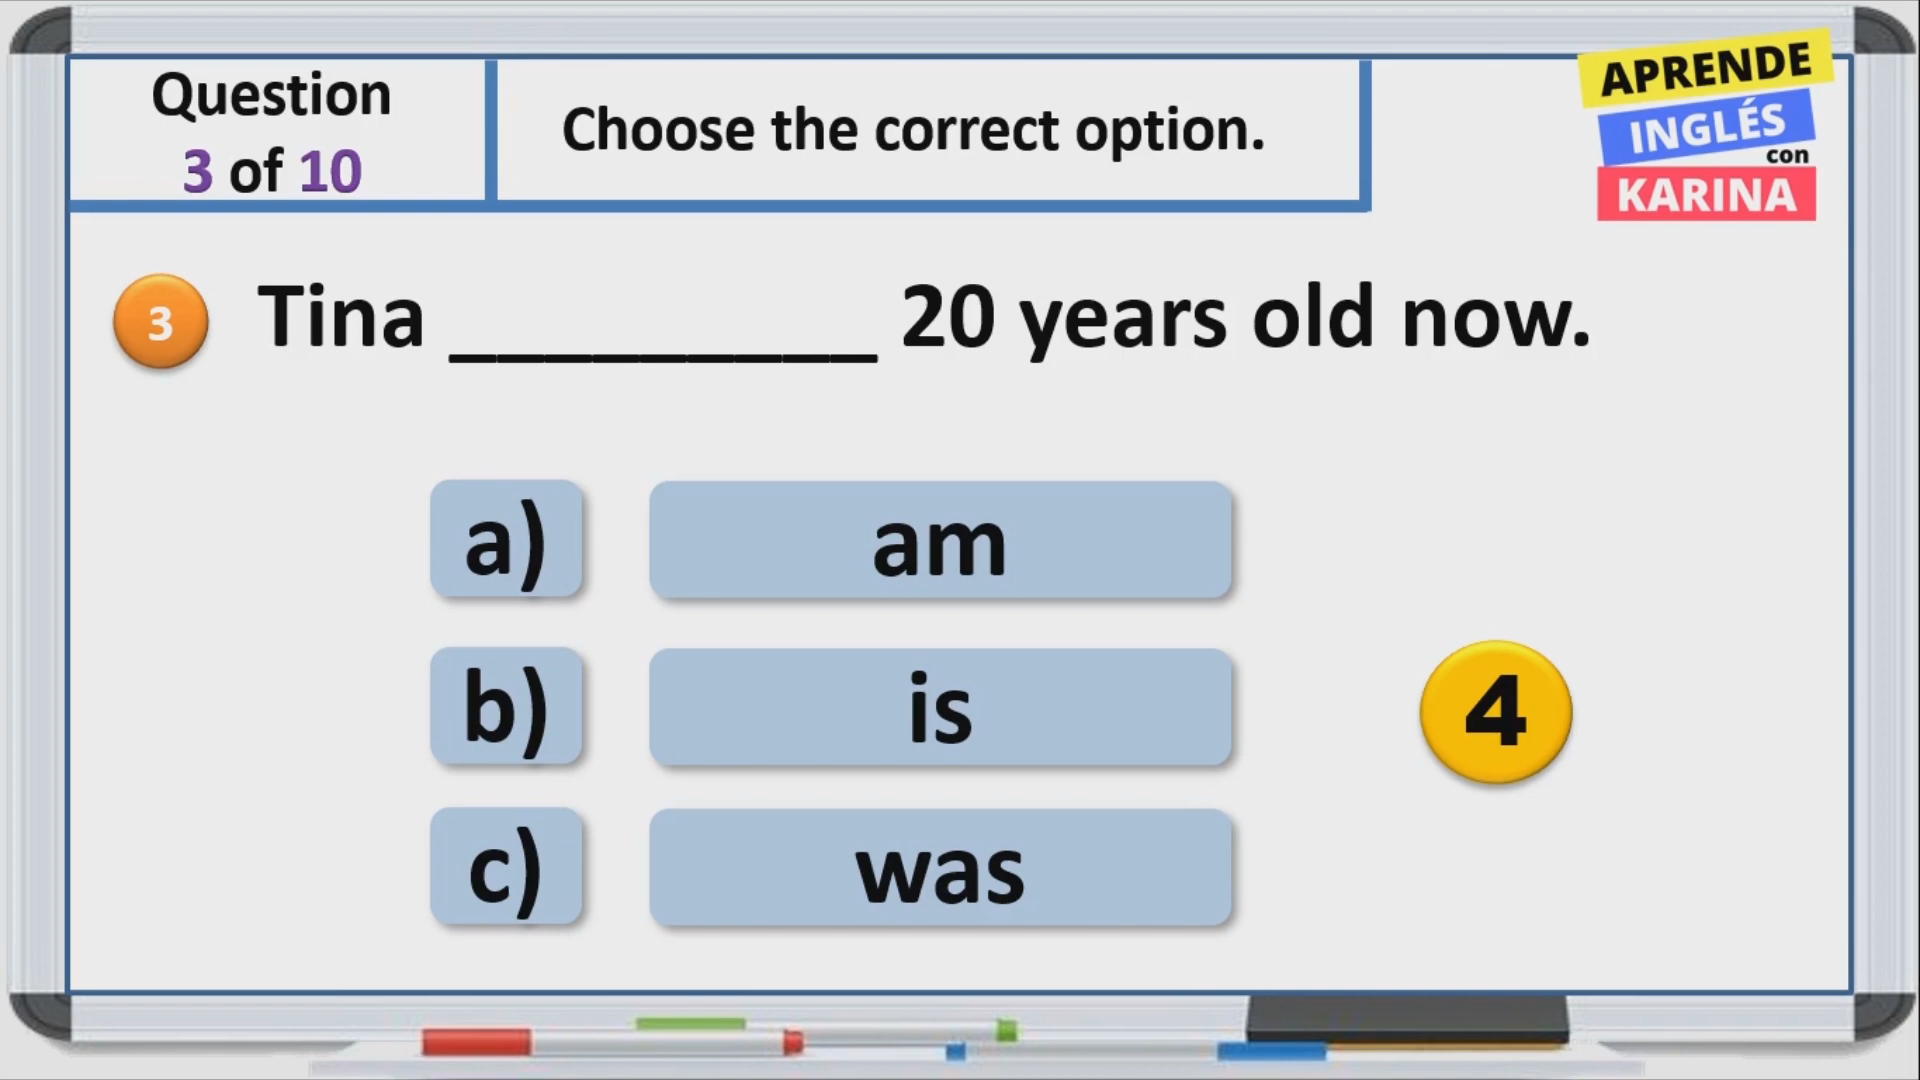 Question
3 of 10
Choose the correct option.
APRENDE
INGLÉS
con
KARINA
3 Tina _________ 20 years old now.
a) am
b) is
4
c) was